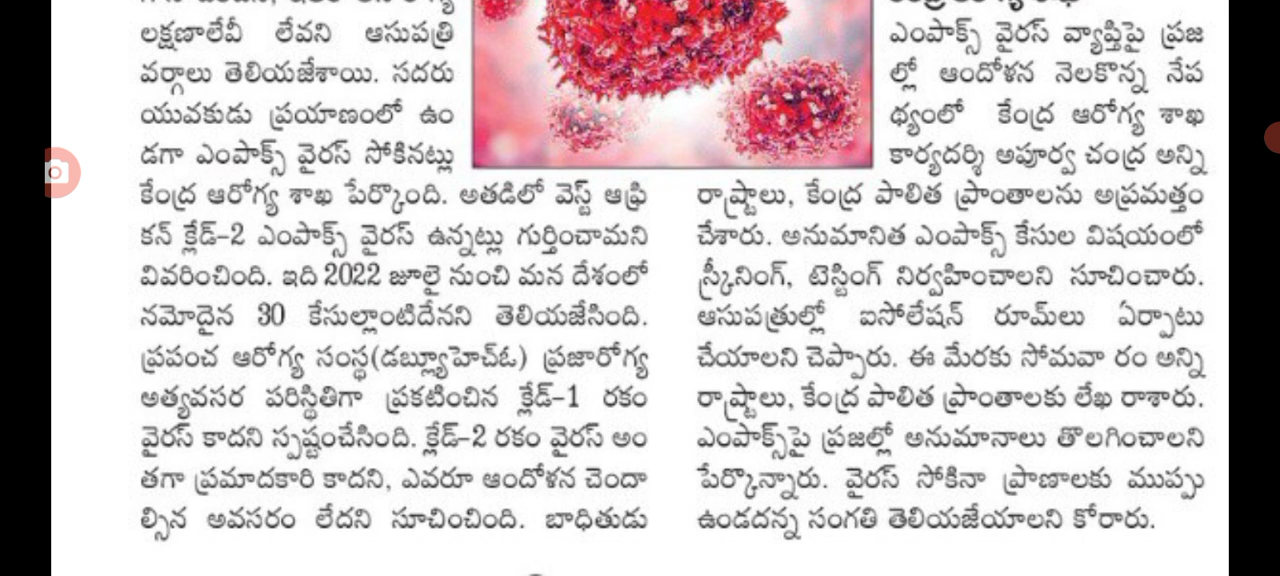 లక్షణాలేవీ లేవని ఆసుపత్రి
వర్గాలు తెలియజేశాయి. సదరు
యువకుడు ప్రయాణంలో ఉం
డగా ఎంపాక్స్ వైరస్ సోకినట్లు
కేంద్ర ఆరోగ్య శాఖ పేర్కొంది. అతడిలో వెస్ట్ ఆఫ్రి
కన్ క్లేడ్–2 ఎంపాక్స్ వైరస్ ఉన్నట్లు గుర్తించామని
వివరించింది. ఇది 2022 జూలై నుంచి మన దేశంలో
నమోదైన 30 కేసుల్లాంటిదేనని తెలియజేసింది.
ప్రపంచ ఆరోగ్య సంస్థ(డబ్ల్యూహెచ్ఓ) ప్రజారోగ్య
అత్యవసర పరిస్థితిగా ప్రకటించిన క్లేడ్–1 రకం
వైరస్ కాదని స్పష్టంచేసింది. క్లేడ్–2 రకం వైరస్ అం
తగా ప్రమాదకారి కాదని, ఎవరూ ఆందోళన చెందా
ల్సిన అవసరం లేదని సూచించింది. బాధితుడు
ఎంపాక్స్ వైరస్ వ్యాప్తిపై ప్రజ
ల్లో ఆందోళన నెలకొన్న నేప
థ్యంలో కేంద్ర ఆరోగ్య శాఖ
కార్యదర్శి అపూర్వ చంద్ర అన్ని
రాష్ట్రాలు, కేంద్ర పాలిత ప్రాంతాలను అప్రమత్తం
చేశారు. అనుమానిత ఎంపాక్స్ కేసుల విషయంలో
స్క్రీనింగ్, టెస్టింగ్ నిర్వహించాలని సూచించారు.
ఆసుపత్రుల్లో ఐసోలేషన్ రూమ్‌లు ఏర్పాటు
చేయాలని చెప్పారు. ఈ మేరకు సోమవా రం అన్ని
రాష్ట్రాలు, కేంద్ర పాలిత ప్రాంతాలకు లేఖ రాశారు.
ఎంపాక్స్‌పై ప్రజల్లో అనుమానాలు తొలగించాలని
పేర్కొన్నారు. వైరస్ సోకినా ప్రాణాలకు ముప్పు
ఉండదన్న సంగతి తెలియజేయాలని కోరారు.